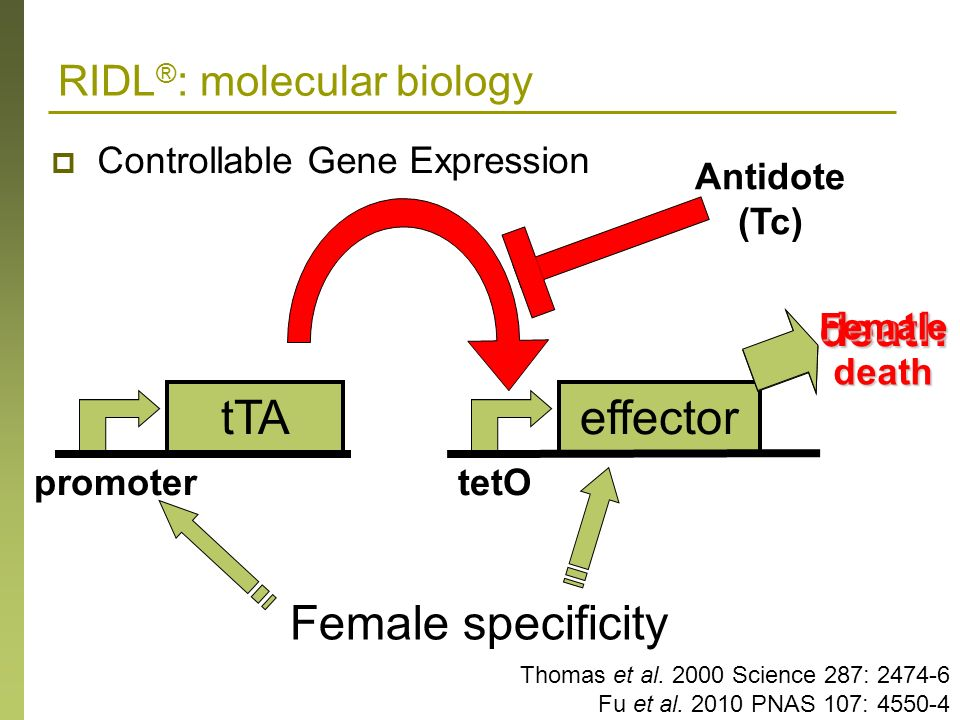 RIDL®: molecular biology
Controllable Gene Expression
Antidote
(Tc)
death
Female
death
tTA
effector
promoter
tetO
Female specificity
Thomas et al. 2000 Science 287: 2474-6
Fu et al. 2010 PNAS 107: 4550-4